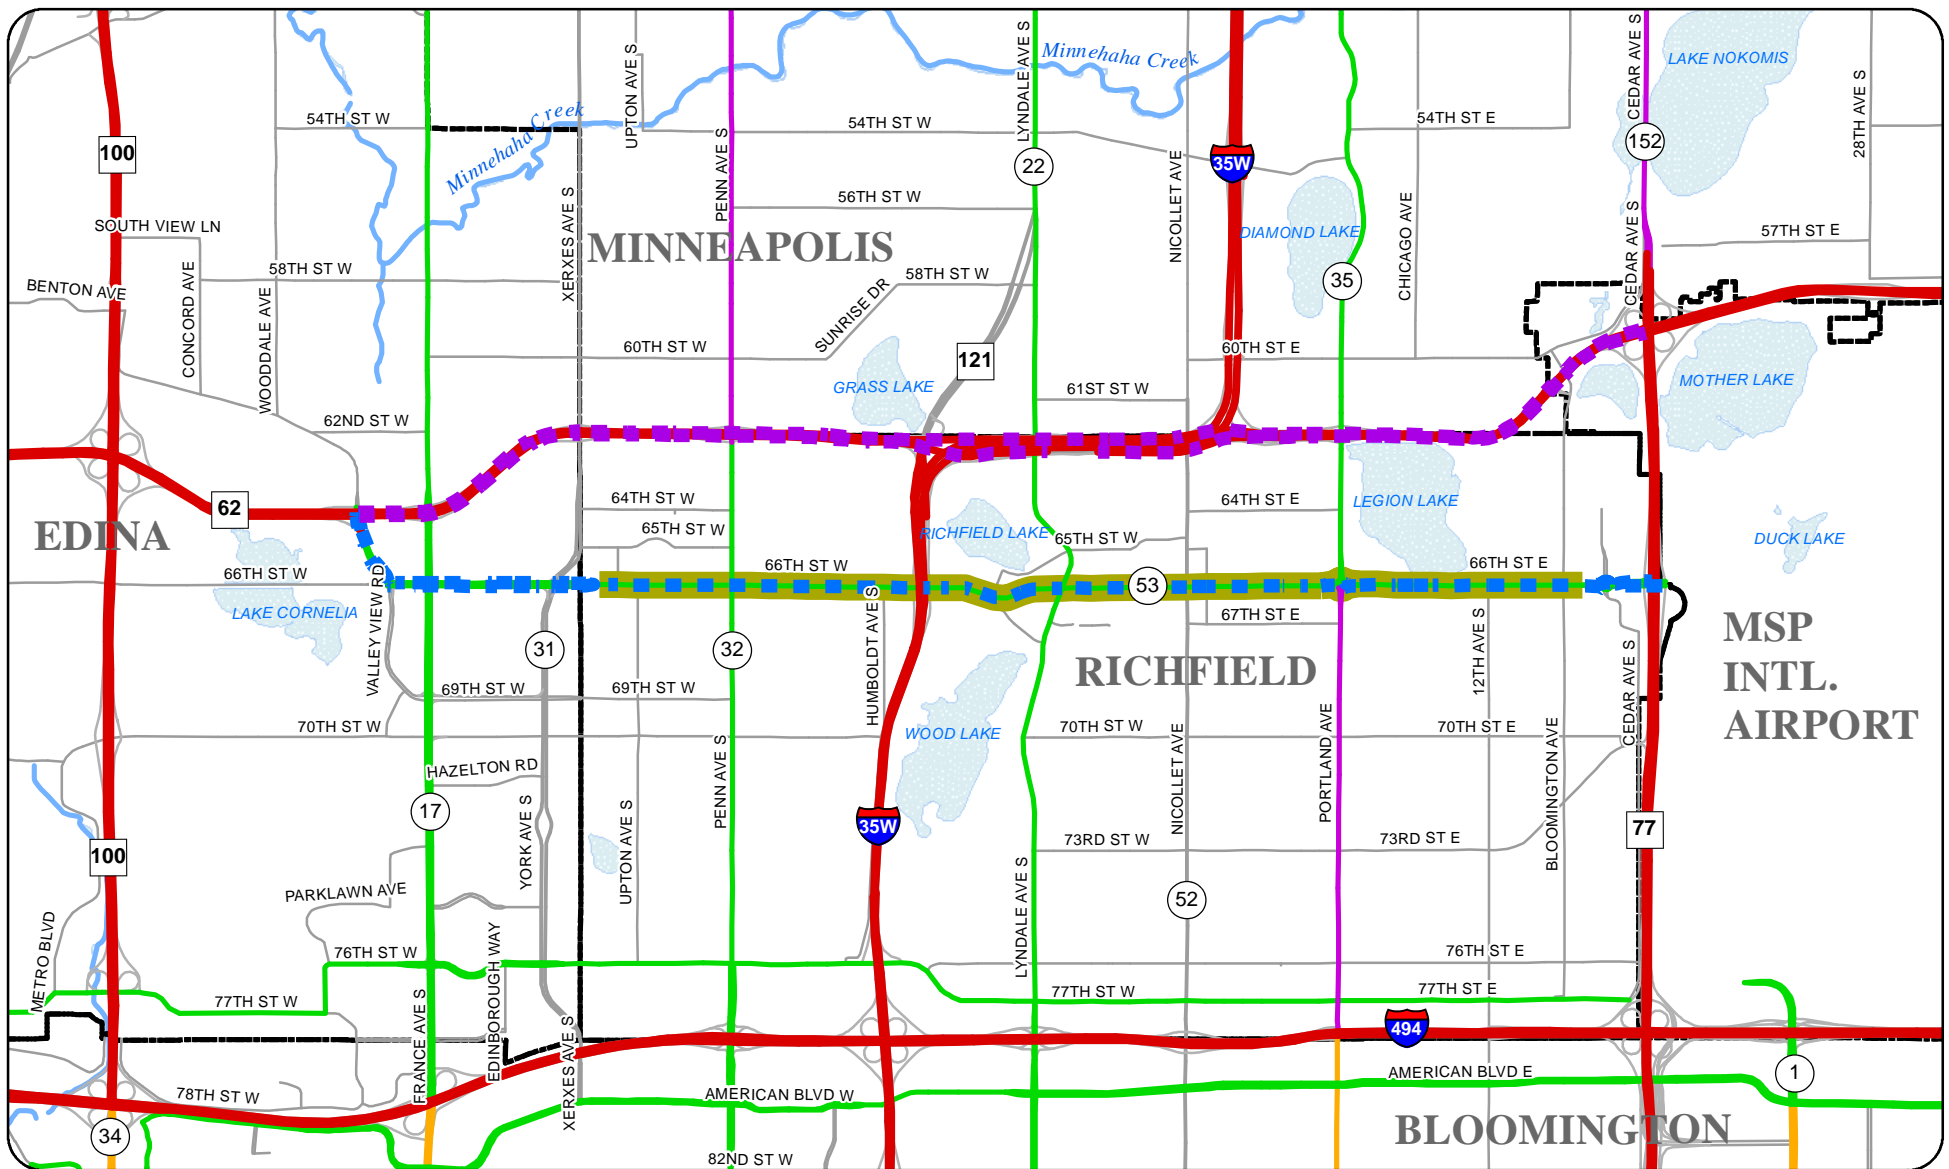 Minnehaha Creek
LAKE NOKOMIS
LYNDALE AVE S
CEDAR AVE S
UPTON AVE S
28TH AVE S
54TH ST W
Minnehaha Creek
54TH ST W
54TH ST E
100
152
PENN AVE S
22
35W
NICOLLET AVE
XERXES AVE S
56TH ST W
CHICAGO AVE
CEDAR AVE S
SOUTH VIEW LN
MINNEAPOLIS
DIAMOND LAKE
57TH ST E
58TH ST W
58TH ST W
35
BENTON AVE
CONCORD AVE
WOODDALE AVE
SUNRISE DR
60TH ST W
60TH ST E
121
GRASS LAKE
61ST ST W
MOTHER LAKE
62ND ST W
64TH ST W
64TH ST E
LEGION LAKE
62
EDINA
65TH ST W
RICHFIELD LAKE
65TH ST W
DUCK LAKE
66TH ST W
66TH ST W
53
66TH ST E
LAKE CORNELIA
VALLEY VIEW RD
67TH ST E
31
32
HUMBOLDT AVE S
RICHFIELD
12TH AVE S
CEDAR AVE S
MSP
INTL.
AIRPORT
69TH ST W
69TH ST W
70TH ST W
WOOD LAKE
70TH ST W
70TH ST E
PORTLAND AVE
NICOLLET AVE
BLOOMINGTON AVE
HAZELTON RD
17
YORK AVE S
UPTON AVE S
PENN AVE S
35W
73RD ST W
73RD ST E
77
100
PARKLAWN AVE
LYNDALE AVE S
52
METRO BLVD
76TH ST W
EDINBOROUGH WAY
76TH ST E
77TH ST W
77TH ST W
77TH ST E
FRANCE AVE S
XERXES AVE S
494
1
78TH ST W
AMERICAN BLVD W
AMERICAN BLVD E
34
BLOOMINGTON
82ND ST W